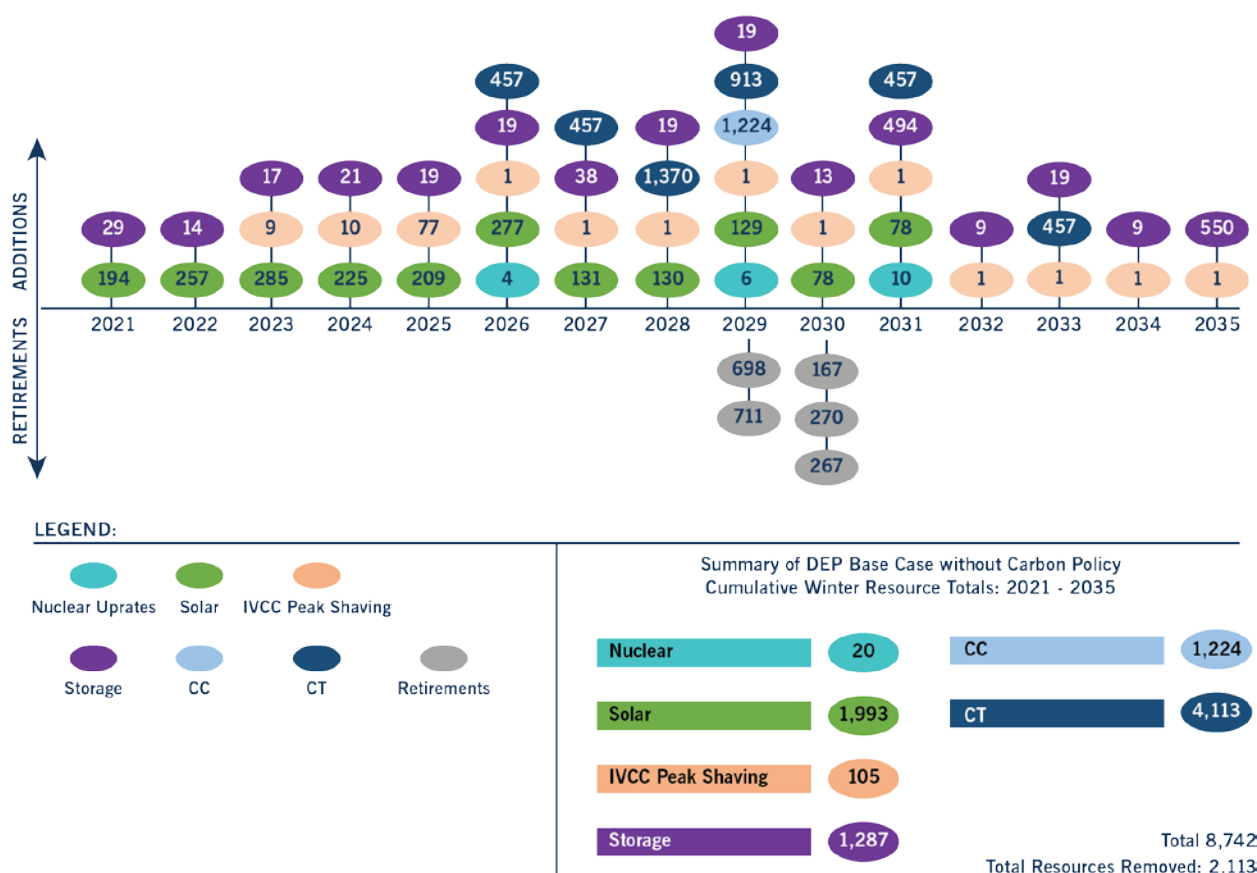 19
457 913 457
457 19 19 1,224 494
17 21 19 1 38 1,370 1 13 1 19
29 14 9 10 77 277 1 1 129 1 78 9 457 9 550
194 257 285 225 209 4 131 130 6 78 10 1 1 1 1
ADDITIONS
2021 2022 2023 2024 2025 2026 2027 2028 2029 2030 2031 2032 2033 2034 2035
RETIREMENTS
698 167
711 270
267
LEGEND:
Nuclear Uprates Solar IVCC Peak Shaving
Storage CC CT Retirements
Summary of DEP Base Case without Carbon Policy
Cumulative Winter Resource Totals: 2021 - 2035
Nuclear 20 CC 1,224
Solar 1,993 CT 4,113
IVCC Peak Shaving 105
Storage 1,287
Total 8,742
Total Resources Removed: 2,113